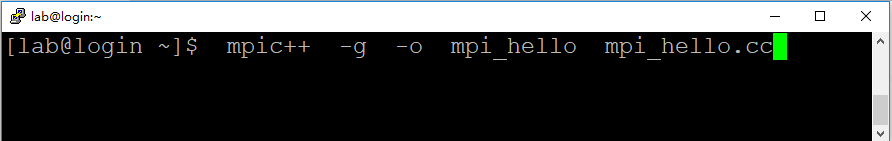 lab@login:~
[lab@login ~]$ mpic++ -g -o mpi_hello mpi_hello.cc